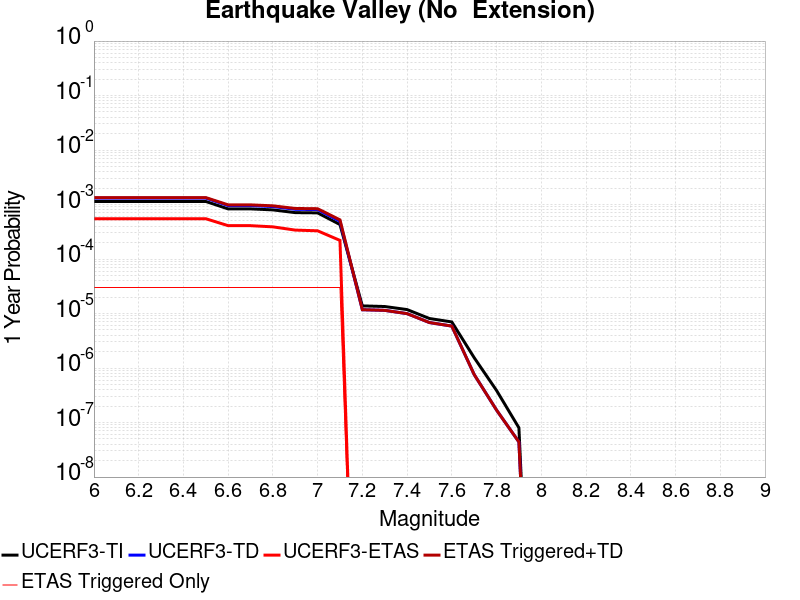 Earthquake Valley (No  Extension)
1 Year Probability
10^0
10^-1
10^-2
10^-3
10^-4
10^-5
10^-6
10^-7
10^-8
6 6.2 6.4 6.6 6.8 7 7.2 7.4 7.6 7.8 8 8.2 8.4 8.6 8.8 9
Magnitude
UCERF3-TI UCERF3-TD UCERF3-ETAS ETAS Triggered+TD
ETAS Triggered Only